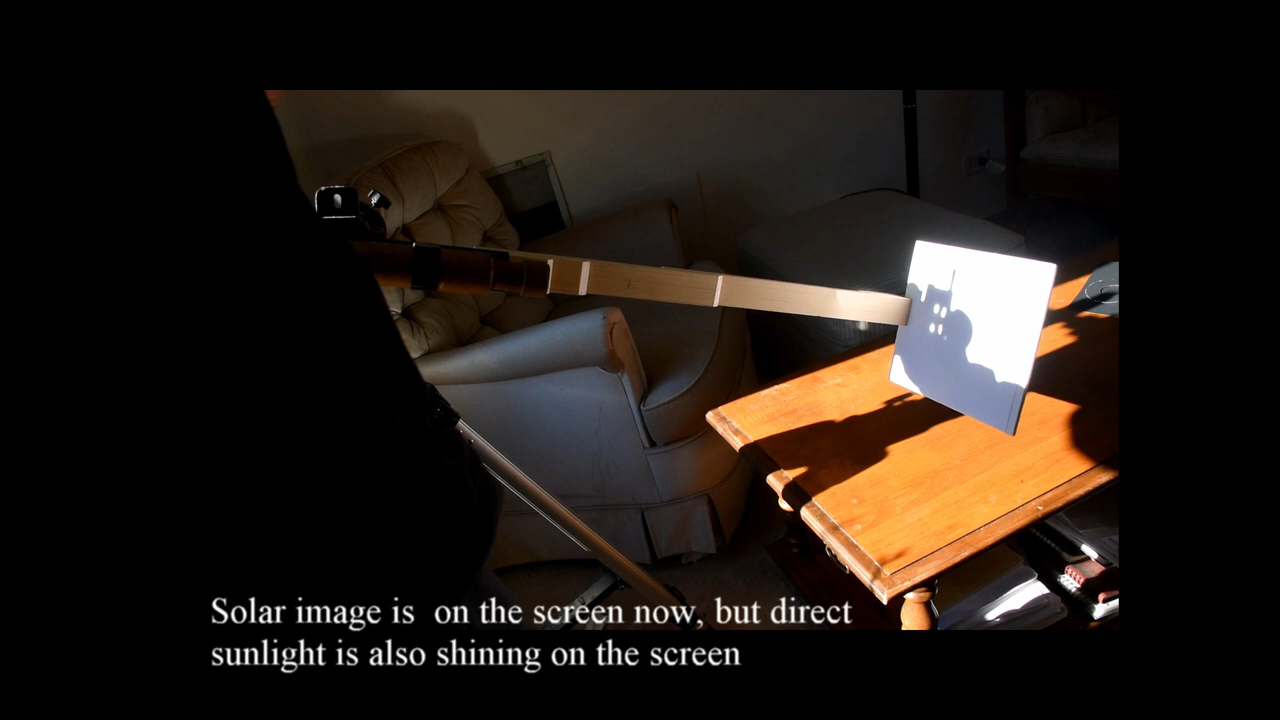 Solar image is  on the screen now, but direct
sunlight is also shining on the screen